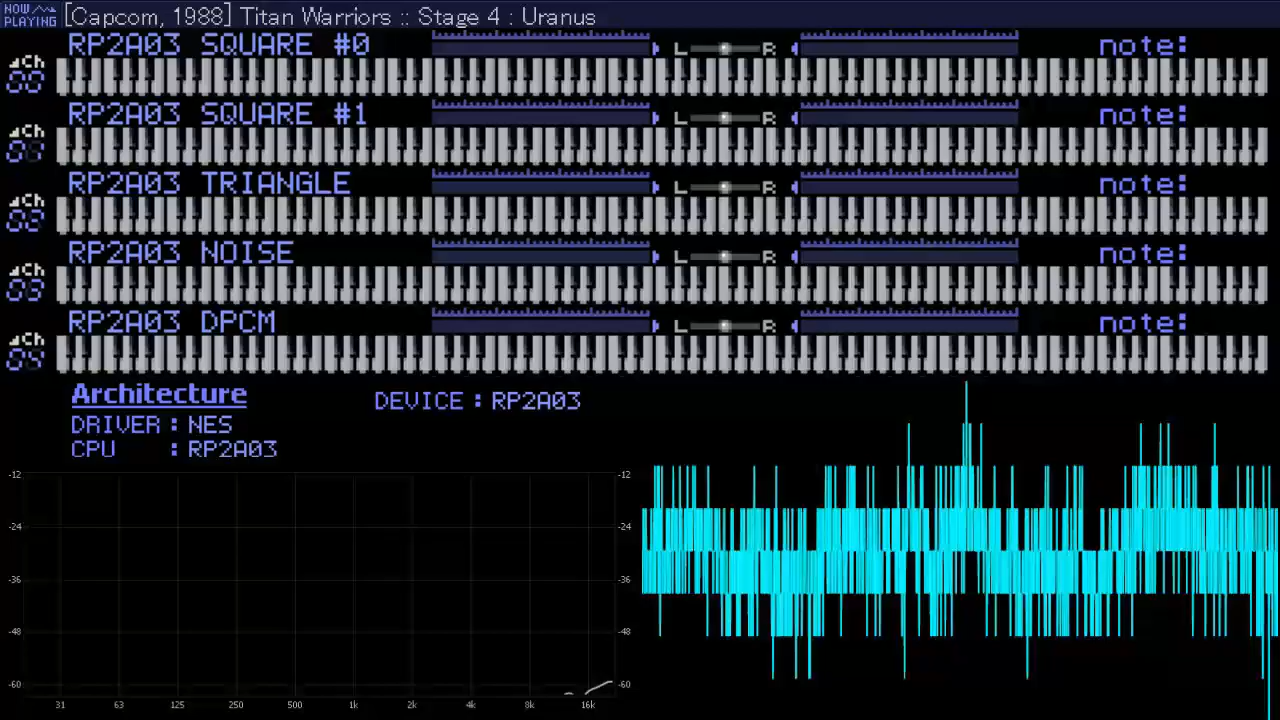 NOW PLAYING [Capcom, 1988] Titan Warriors :: Stage 4 : Uranus
RP2A03 SQUARE #0 L R note:
Ch 00
RP2A03 SQUARE #1 L R note:
Ch
RP2A03 TRIANGLE L R note:
Ch 02
RP2A03 NOISE L R note:
Ch 03
RP2A03 DPCM L R note:
Ch 04
Architecture
DEVICE : RP2A03
DRIVER : NES
CPU : RP2A03
-12 -12
-24 -24
-36 -36
-48 -48
-60 -60
31 63 125 250 500 1k 2k 4k 8k 16k